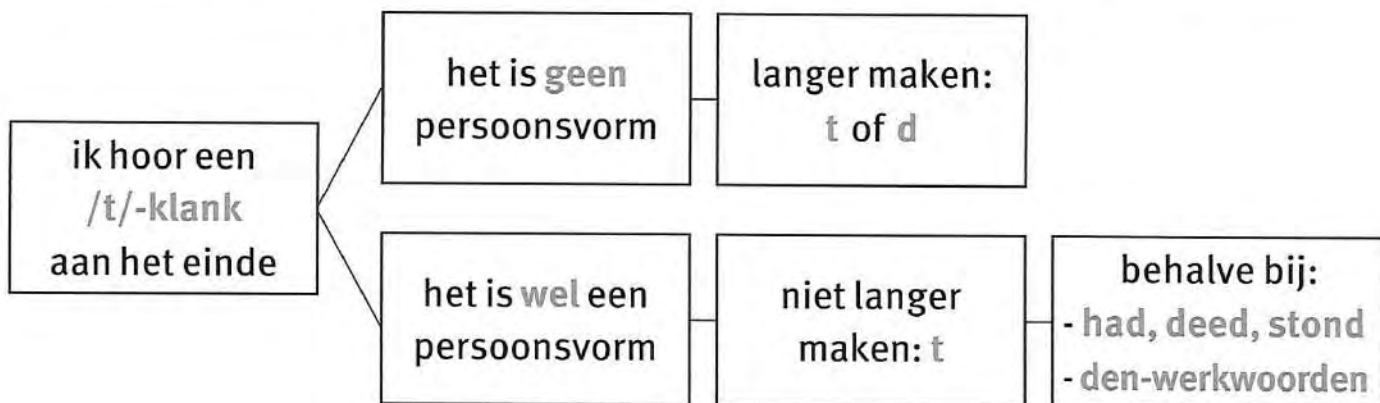 ik hoor een
/t/-klank
aan het einde
het is geen
persoonsvorm
langer maken:
t of d
het is wel een
persoonsvorm
niet langer
maken: t
behalve bij:
- had, deed, stond
- den-werkwoorden